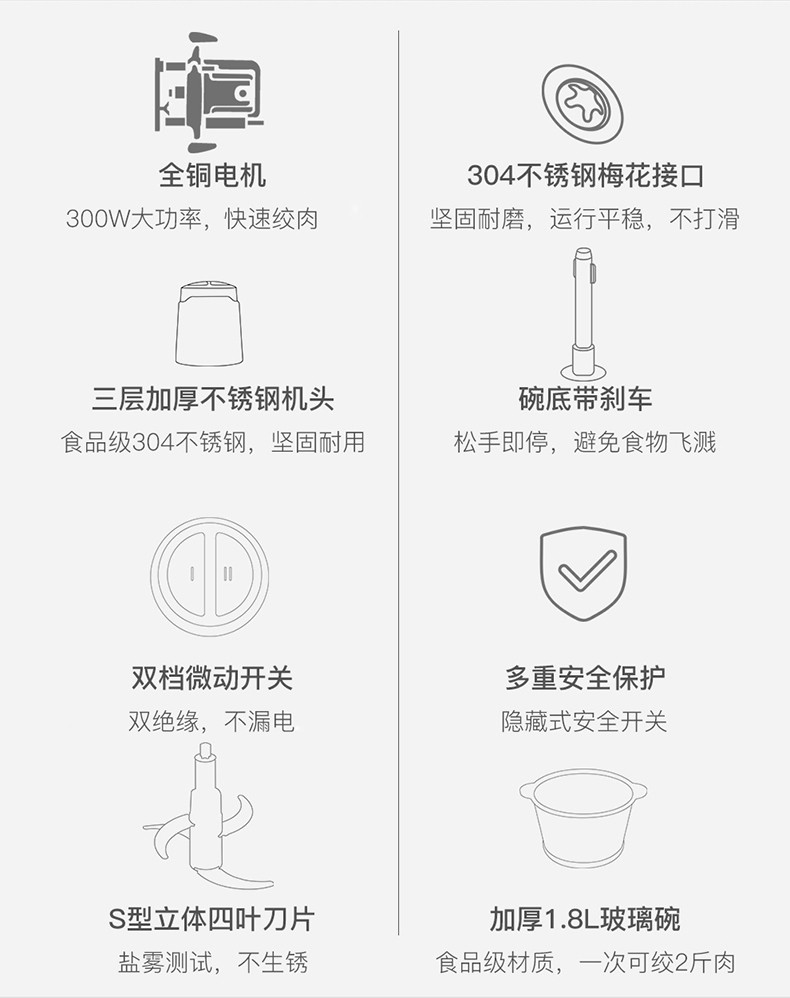 全铜电机
300W大功率，快速绞肉
304不锈钢梅花接口
坚固耐磨，运行平稳，不打滑
三层加厚不锈钢机头
食品级304不锈钢，坚固耐用
碗底带刹车
松手即停，避免食物飞溅
双档微动开关
双绝缘，不漏电
多重安全保护
隐藏式安全开关
S型立体四叶刀片
盐雾测试，不生锈
加厚1.8L玻璃碗
食品级材质，一次可绞2斤肉